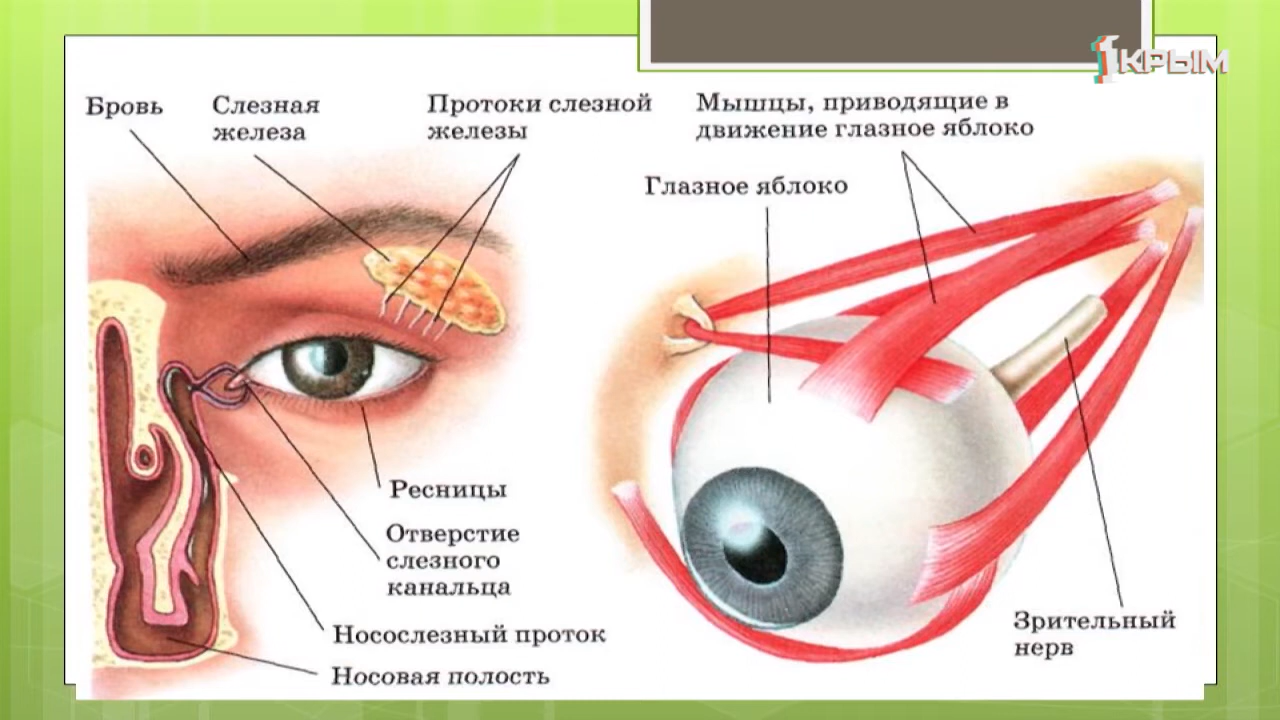 1КРЫМ
Бровь
Слезная
железа
Протоки слезной
железы
Мышцы, приводящие в
движение глазное яблоко
Глазное яблоко
Ресницы
Отверстие
слезного
канальца
Носослезный проток
Носовая полость
Зрительный
нерв